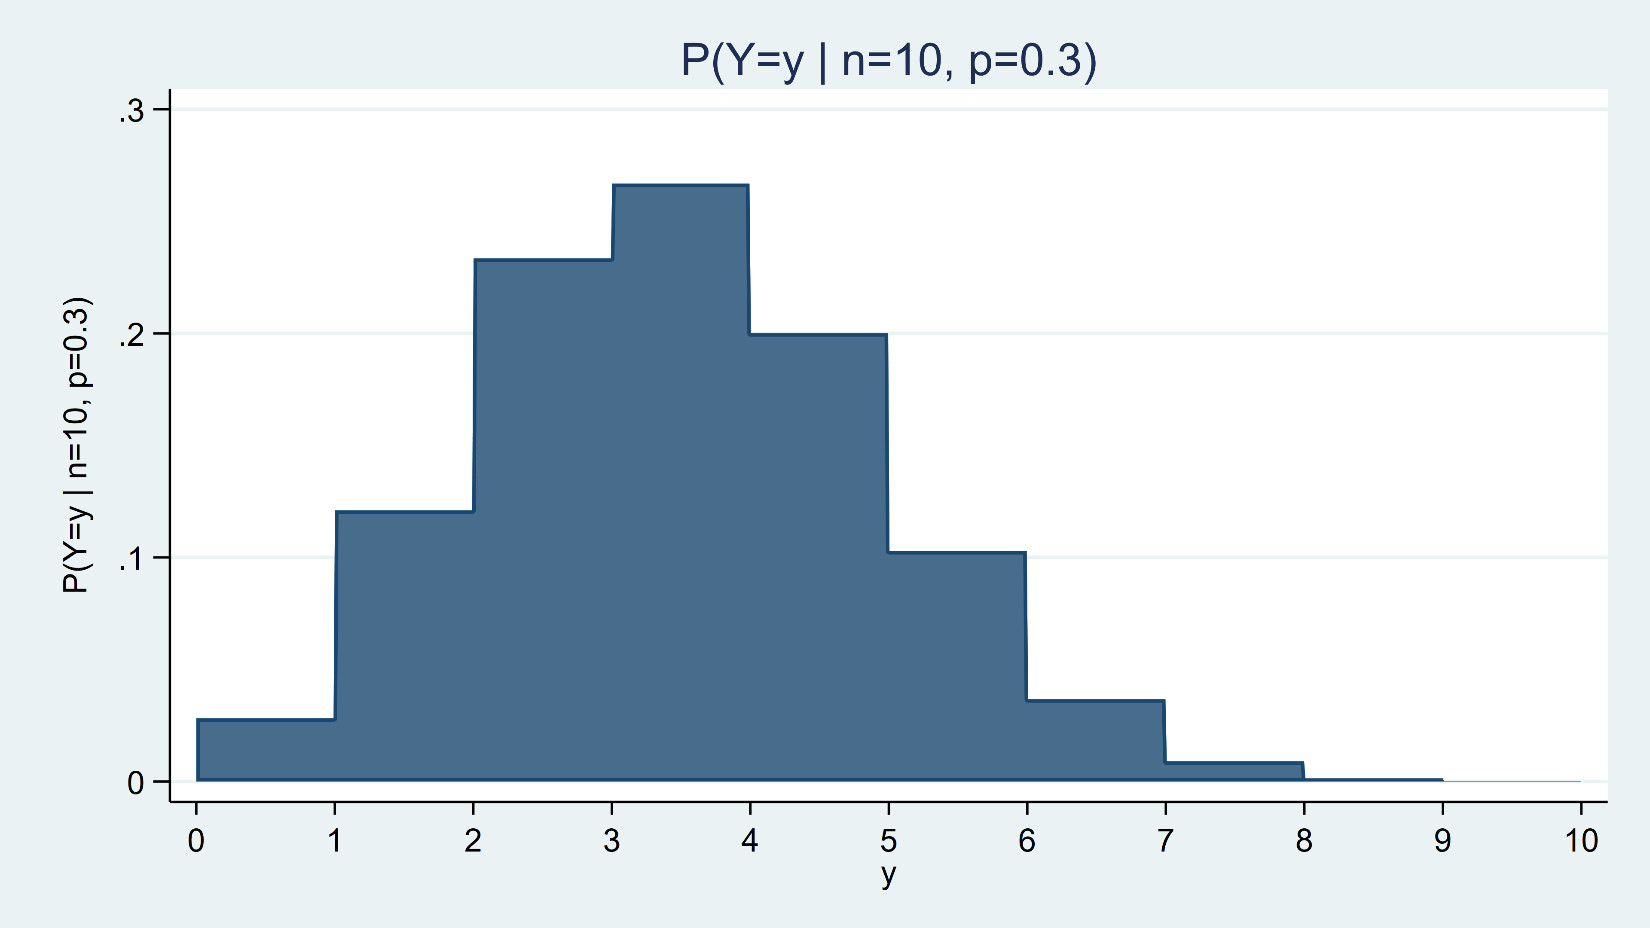 P(Y=y | n=10, p=0.3)
P(Y=y | n=10, p=0.3)
.3
.2
.1
0
0 1 2 3 4 5 6 7 8 9 10
y